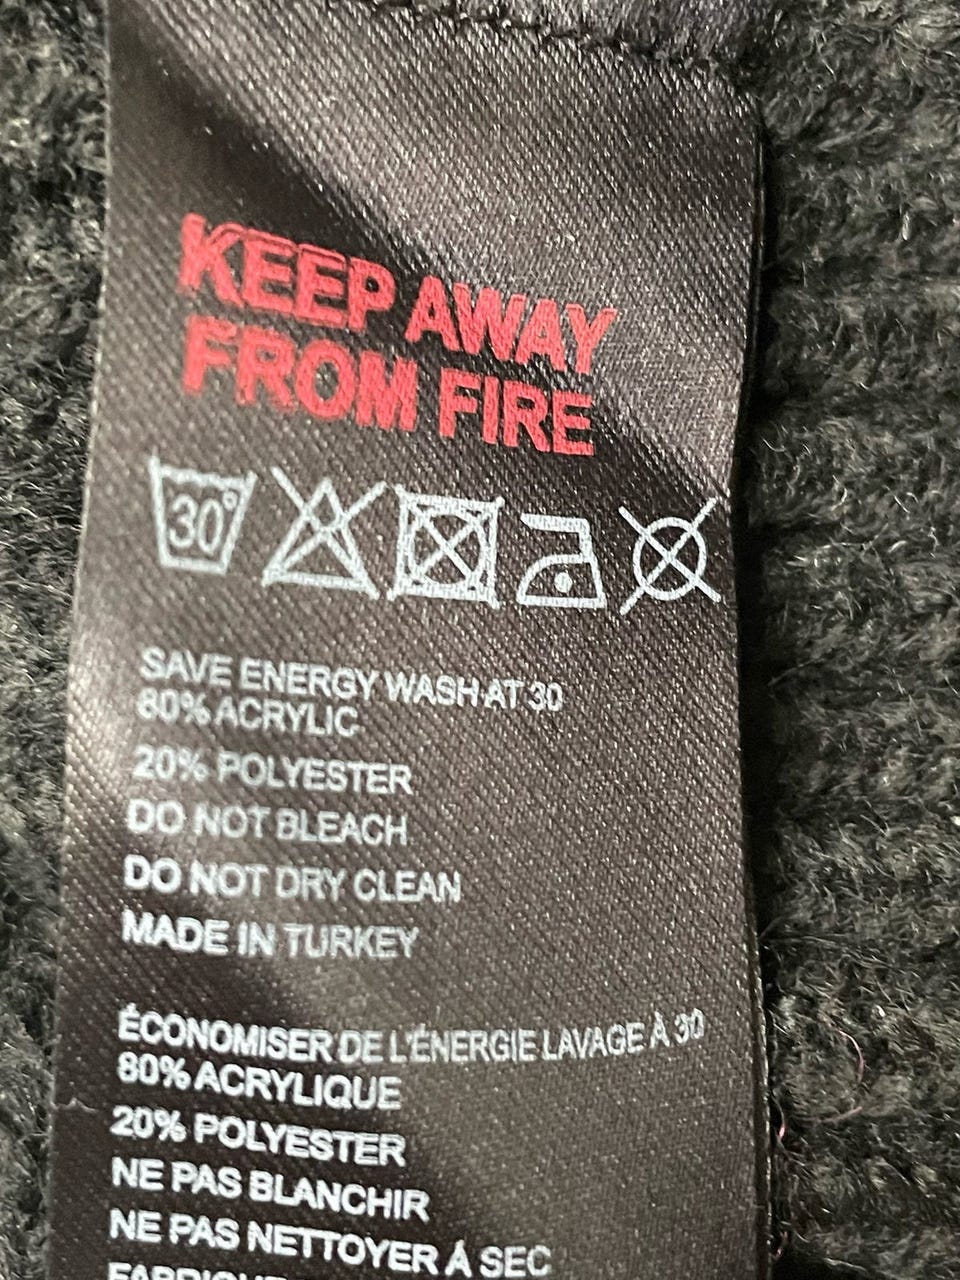 KEEP AWAY
FROM FIRE
30°
SAVE ENERGY WASH AT 30
80% ACRYLIC
20% POLYESTER
DO NOT BLEACH
DO NOT DRY CLEAN
MADE IN TURKEY
ÉCONOMISER DE L'ÉNERGIE LAVAGE À 30
80% ACRYLIQUE
20% POLYESTER
NE PAS BLANCHIR
NE PAS NETTOYER Á SEC